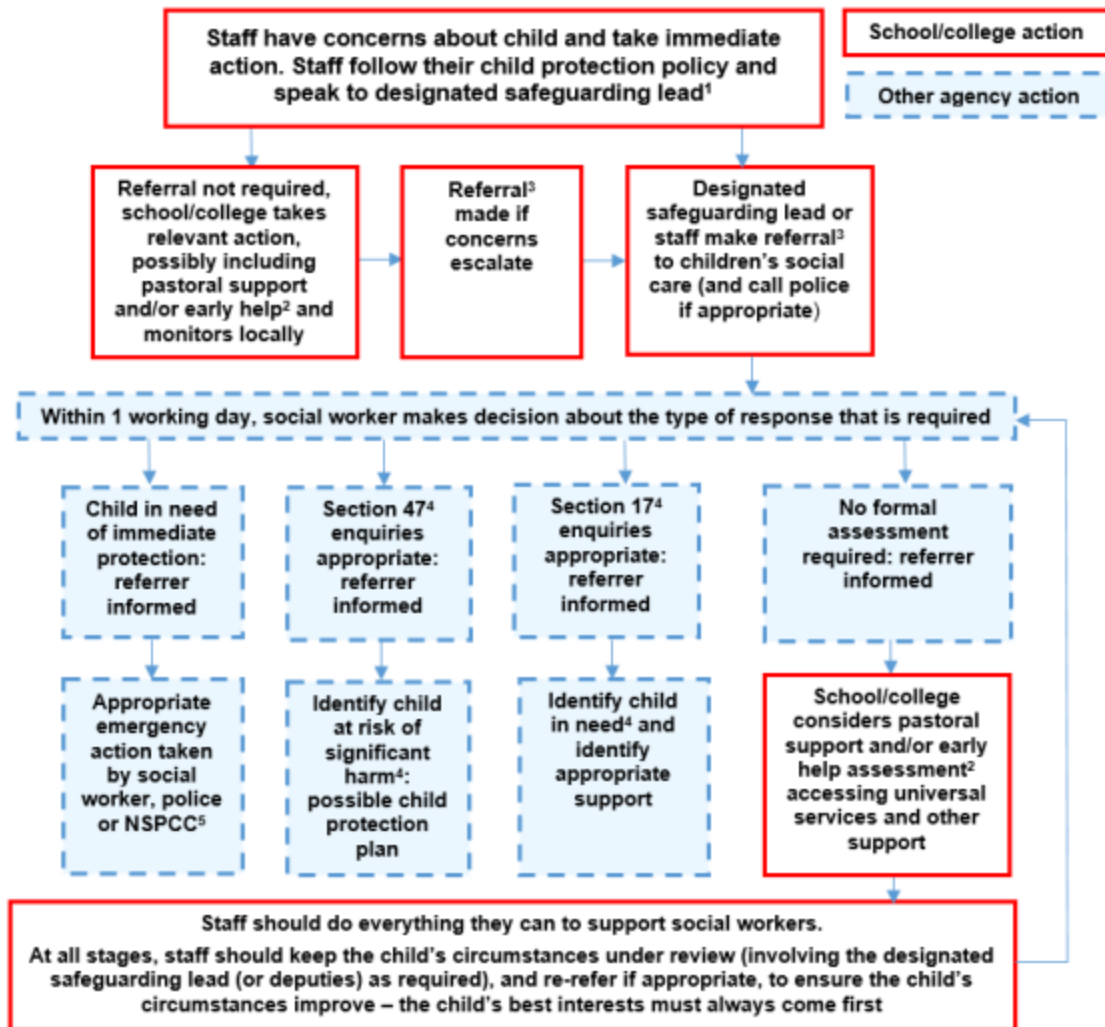 Staff have concerns about child and take immediate
action. Staff follow their child protection policy and
speak to designated safeguarding lead¹
School/college action
Other agency action
Referral not required,
school/college takes
relevant action,
possibly including
pastoral support
and/or early help² and
monitors locally
Referral³
made if
concerns
escalate
Designated
safeguarding lead or
staff make referral³
to children's social
care (and call police
if appropriate)
Within 1 working day, social worker makes decision about the type of response that is required
Child in need
of immediate
protection:
referrer
informed
Section 47⁴
enquiries
appropriate:
referrer
informed
Section 17⁴
enquiries
appropriate:
referrer
informed
No formal
assessment
required: referrer
informed
Appropriate
emergency
action taken
by social
worker, police
or NSPCC⁵
Identify child
at risk of
significant
harm⁴:
possible child
protection
plan
Identify child
in need⁴ and
identify
appropriate
support
School/college
considers pastoral
support and/or early
help assessment²
accessing universal
services and other
support
Staff should do everything they can to support social workers.
At all stages, staff should keep the child's circumstances under review (involving the designated
safeguarding lead (or deputies) as required), and re-refer if appropriate, to ensure the child's
circumstances improve – the child's best interests must always come first